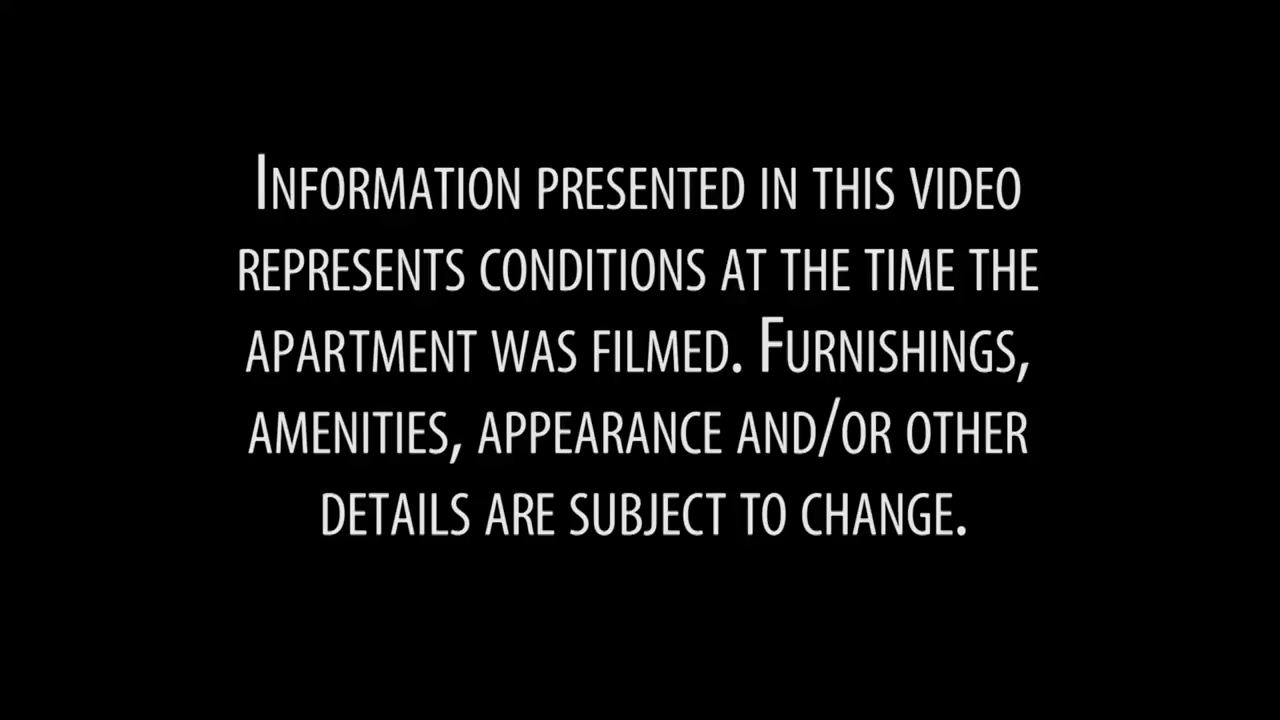 Information presented in this video
represents conditions at the time the
apartment was filmed. Furnishings,
amenities, appearance and/or other
details are subject to change.